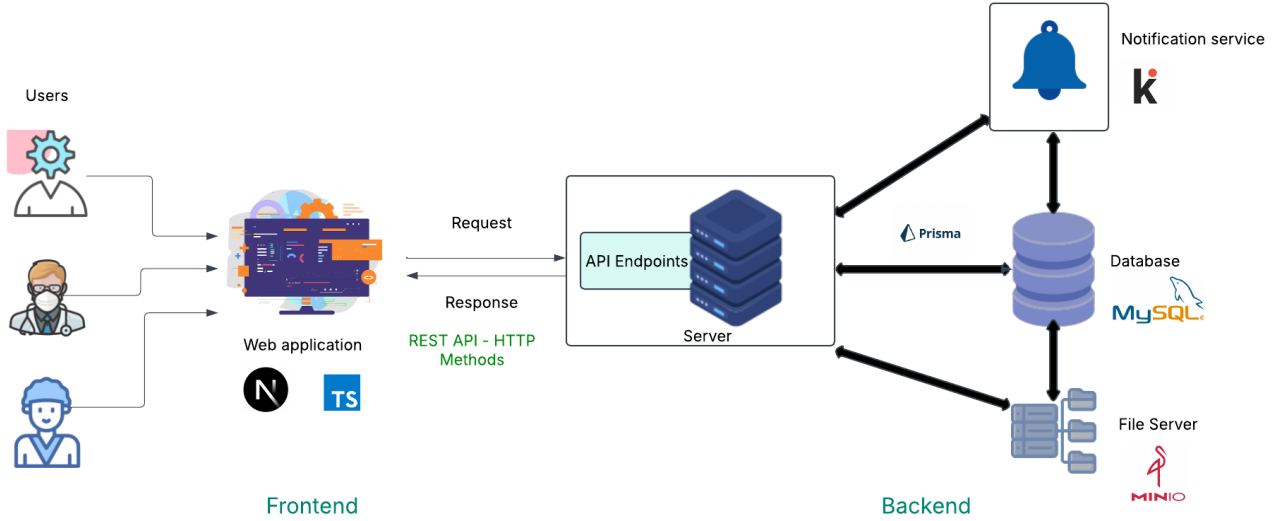 Users
Web application
N
TS
Request
Response
REST API - HTTP
Methods
API Endpoints
Server
Notification service
k
Prisma
Database
MySQL
File Server
MINIO
Frontend
Backend